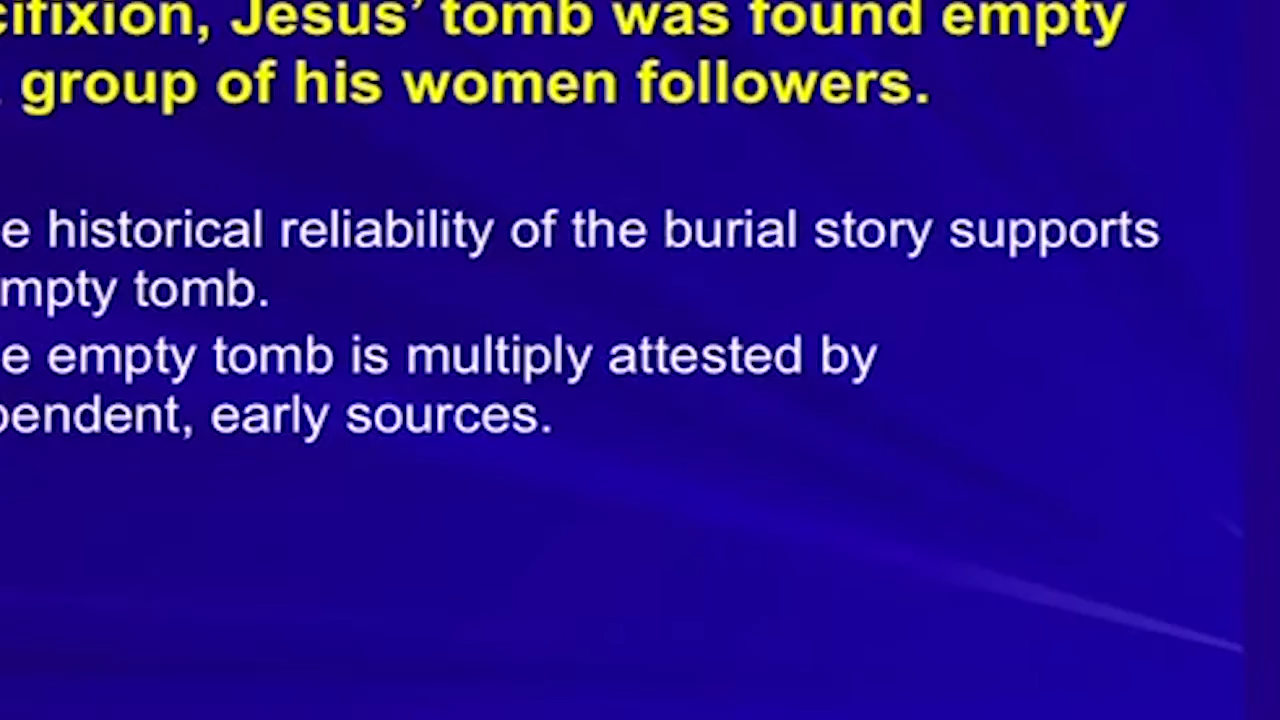 cifixion, Jesus’ tomb was found empty
group of his women followers.
e historical reliability of the burial story supports
mpty tomb.
e empty tomb is multiply attested by
pendent, early sources.